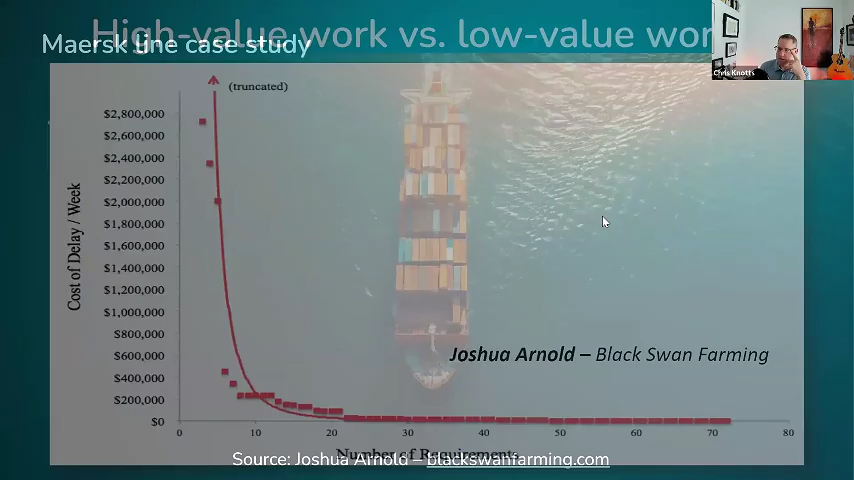 High-value work vs. low-value wor
Maersk line case study
Chris Knotts
(truncated)
$2,800,000
$2,600,000
$2,400,000
$2,200,000
$2,000,000
$1,800,000
$1,600,000
$1,400,000
$1,200,000
$1,000,000
$800,000
$600,000
$400,000
$200,000
$0
Cost of Delay / Week
Joshua Arnold – Black Swan Farming
0 10 20 30 40 50 60 70 80
Number of Requirements
Source: Joshua Arnold – blackswanfarming.com